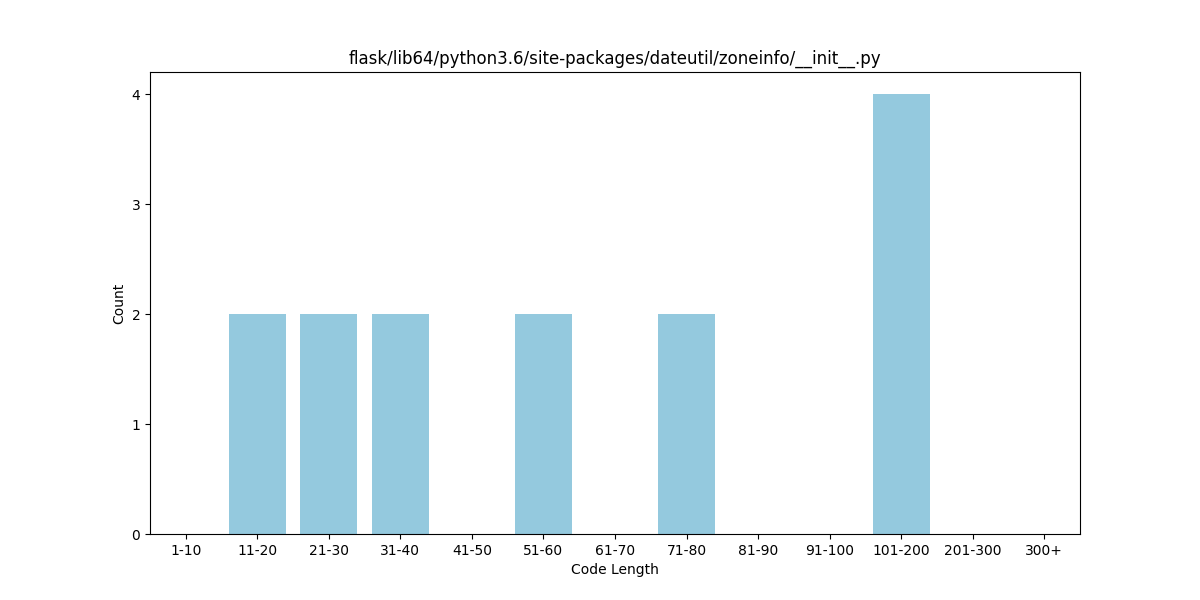 flask/lib64/python3.6/site-packages/dateutil/zoneinfo/__init__.py
4
3
2
1
0
Count
1-10 11-20 21-30 31-40 41-50 51-60 61-70 71-80 81-90 91-100 101-200 201-300 300+
Code Length